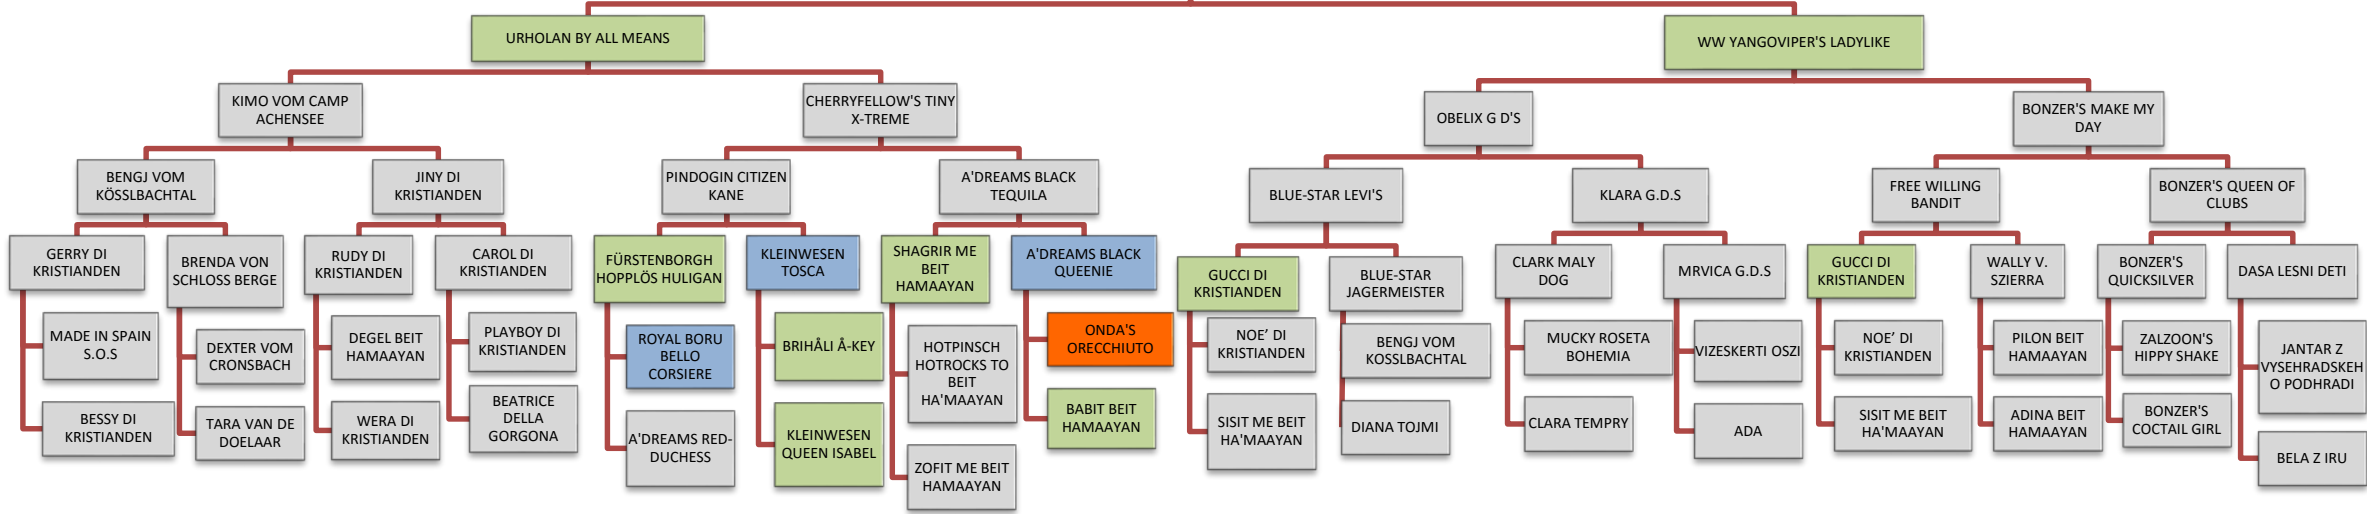 URHOLAN BY ALL MEANS
WW YANGOVIPER'S LADYLIKE
KIMO VOM CAMP
ACHENSEE
CHERRYFELLOW'S TINY
X-TREME
OBELIX G D'S
BONZER'S MAKE MY
DAY
BENGJ VOM
KÖSSLBACHTAL
JINY DI
KRISTIANDEN
PINDOGIN CITIZEN
KANE
A'DREAMS BLACK
TEQUILA
BLUE-STAR LEVI'S
KLARA G.D.S
FREE WILLING
BANDIT
BONZER'S QUEEN OF
CLUBS
GERRY DI
KRISTIANDEN
BRENDA VON
SCHLOSS BERGE
RUDY DI
KRISTIANDEN
CAROL DI
KRISTIANDEN
FÜRSTENBORGH
HOPPLÖS HULIGAN
KLEINWESEN
TOSCA
SHAGRIR ME
BEIT
HAMAAYAN
A'DREAMS BLACK
QUEENIE
GUCCI DI
KRISTIANDEN
BLUE-STAR
JAGERMEISTER
CLARK MALY
DOG
MRVICA G.D.S
GUCCI DI
KRISTIANDEN
WALLY V.
SZIERRA
BONZER'S
QUICKSILVER
DASA LESNI DETI
MADE IN SPAIN
S.O.S
DEXTER VOM
CRONSBACH
DEGEL BEIT
HAMAAYAN
PLAYBOY DI
KRISTIANDEN
ROYAL BORU
BELLO
CORSIERE
BRIHÅLI Å-KEY
HOTPINSCH
HOTROCKS TO
BEIT
HA'MAAYAN
ONDA'S
ORECCHIUTO
NOE' DI
KRISTIANDEN
BENGJ VOM
KOSSLBACHTAL
MUCKY ROSETA
BOHEMIA
VIZESKERTI OSZI
NOE' DI
KRISTIANDEN
PILON BEIT
HAMAAYAN
ZALZOON'S
HIPPY SHAKE
JANTAR Z
VYSEHRADSKEH
O PODHRADI
BESSY DI
KRISTIANDEN
TARA VAN DE
DOELAAR
WERA DI
KRISTIANDEN
BEATRICE
DELLA
GORGONA
A'DREAMS RED-
DUCHESS
KLEINWESEN
QUEEN ISABEL
ZOFIT ME BEIT
HAMAAYAN
BABIT BEIT
HAMAAYAN
SISIT ME BEIT
HA'MAAYAN
DIANA TOJMI
CLARA TEMPRY
ADA
SISIT ME BEIT
HA'MAAYAN
ADINA BEIT
HAMAAYAN
BONZER'S
COCTAIL GIRL
BELA Z IRU